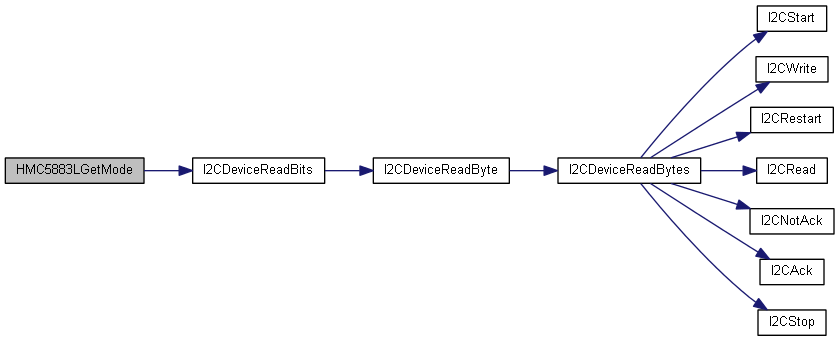 I2CStart
I2CWrite
I2CRestart
HMC5883LGetMode
I2CDeviceReadBits
I2CDeviceReadByte
I2CDeviceReadBytes
I2CRead
I2CNotAck
I2CAck
I2CStop